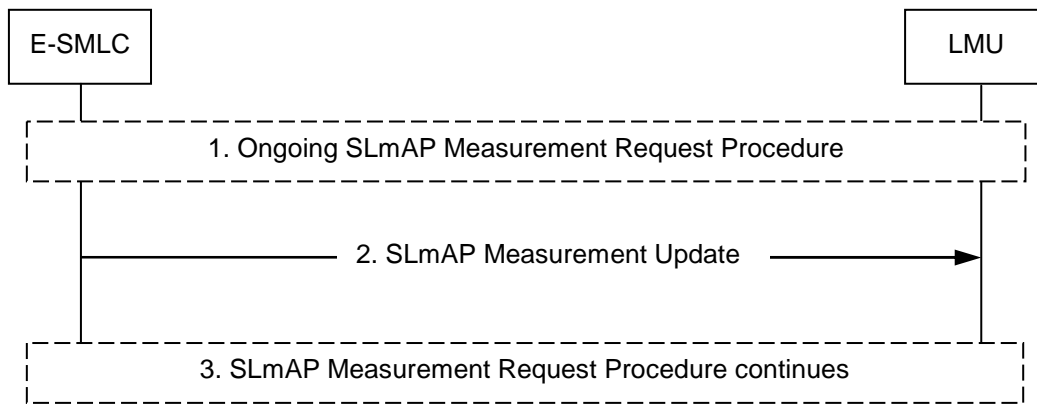 E-SMLC
LMU
1. Ongoing SLmAP Measurement Request Procedure
2. SLmAP Measurement Update
3. SLmAP Measurement Request Procedure continues